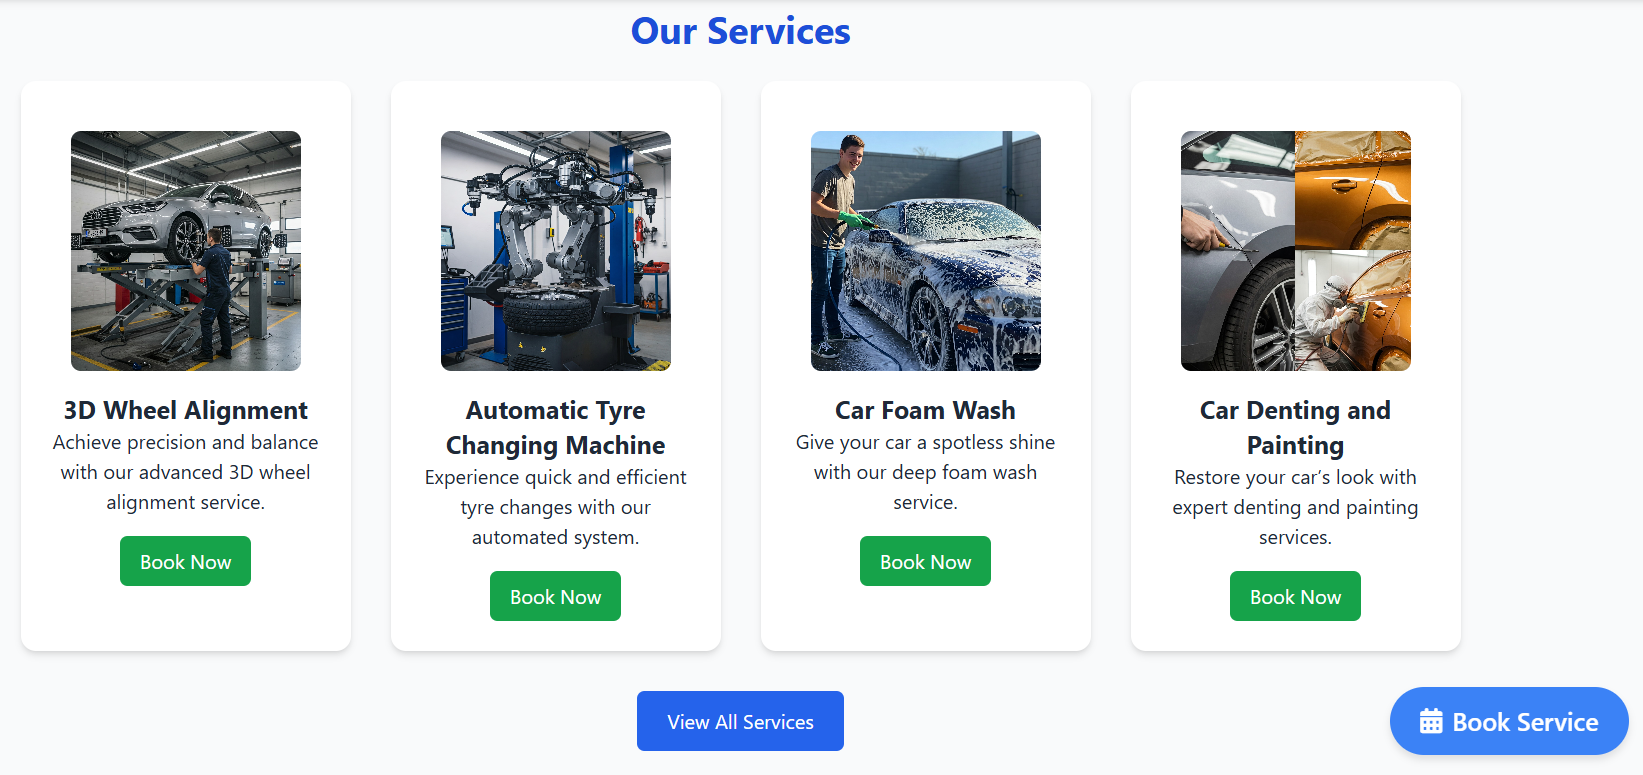 Our Services
3D Wheel Alignment
Achieve precision and balance
with our advanced 3D wheel
alignment service.
Book Now
Automatic Tyre
Changing Machine
Experience quick and efficient
tyre changes with our
automated system.
Book Now
Car Foam Wash
Give your car a spotless shine
with our deep foam wash
service.
Book Now
Car Denting and
Painting
Restore your car’s look with
expert denting and painting
services.
Book Now
View All Services
Book Service